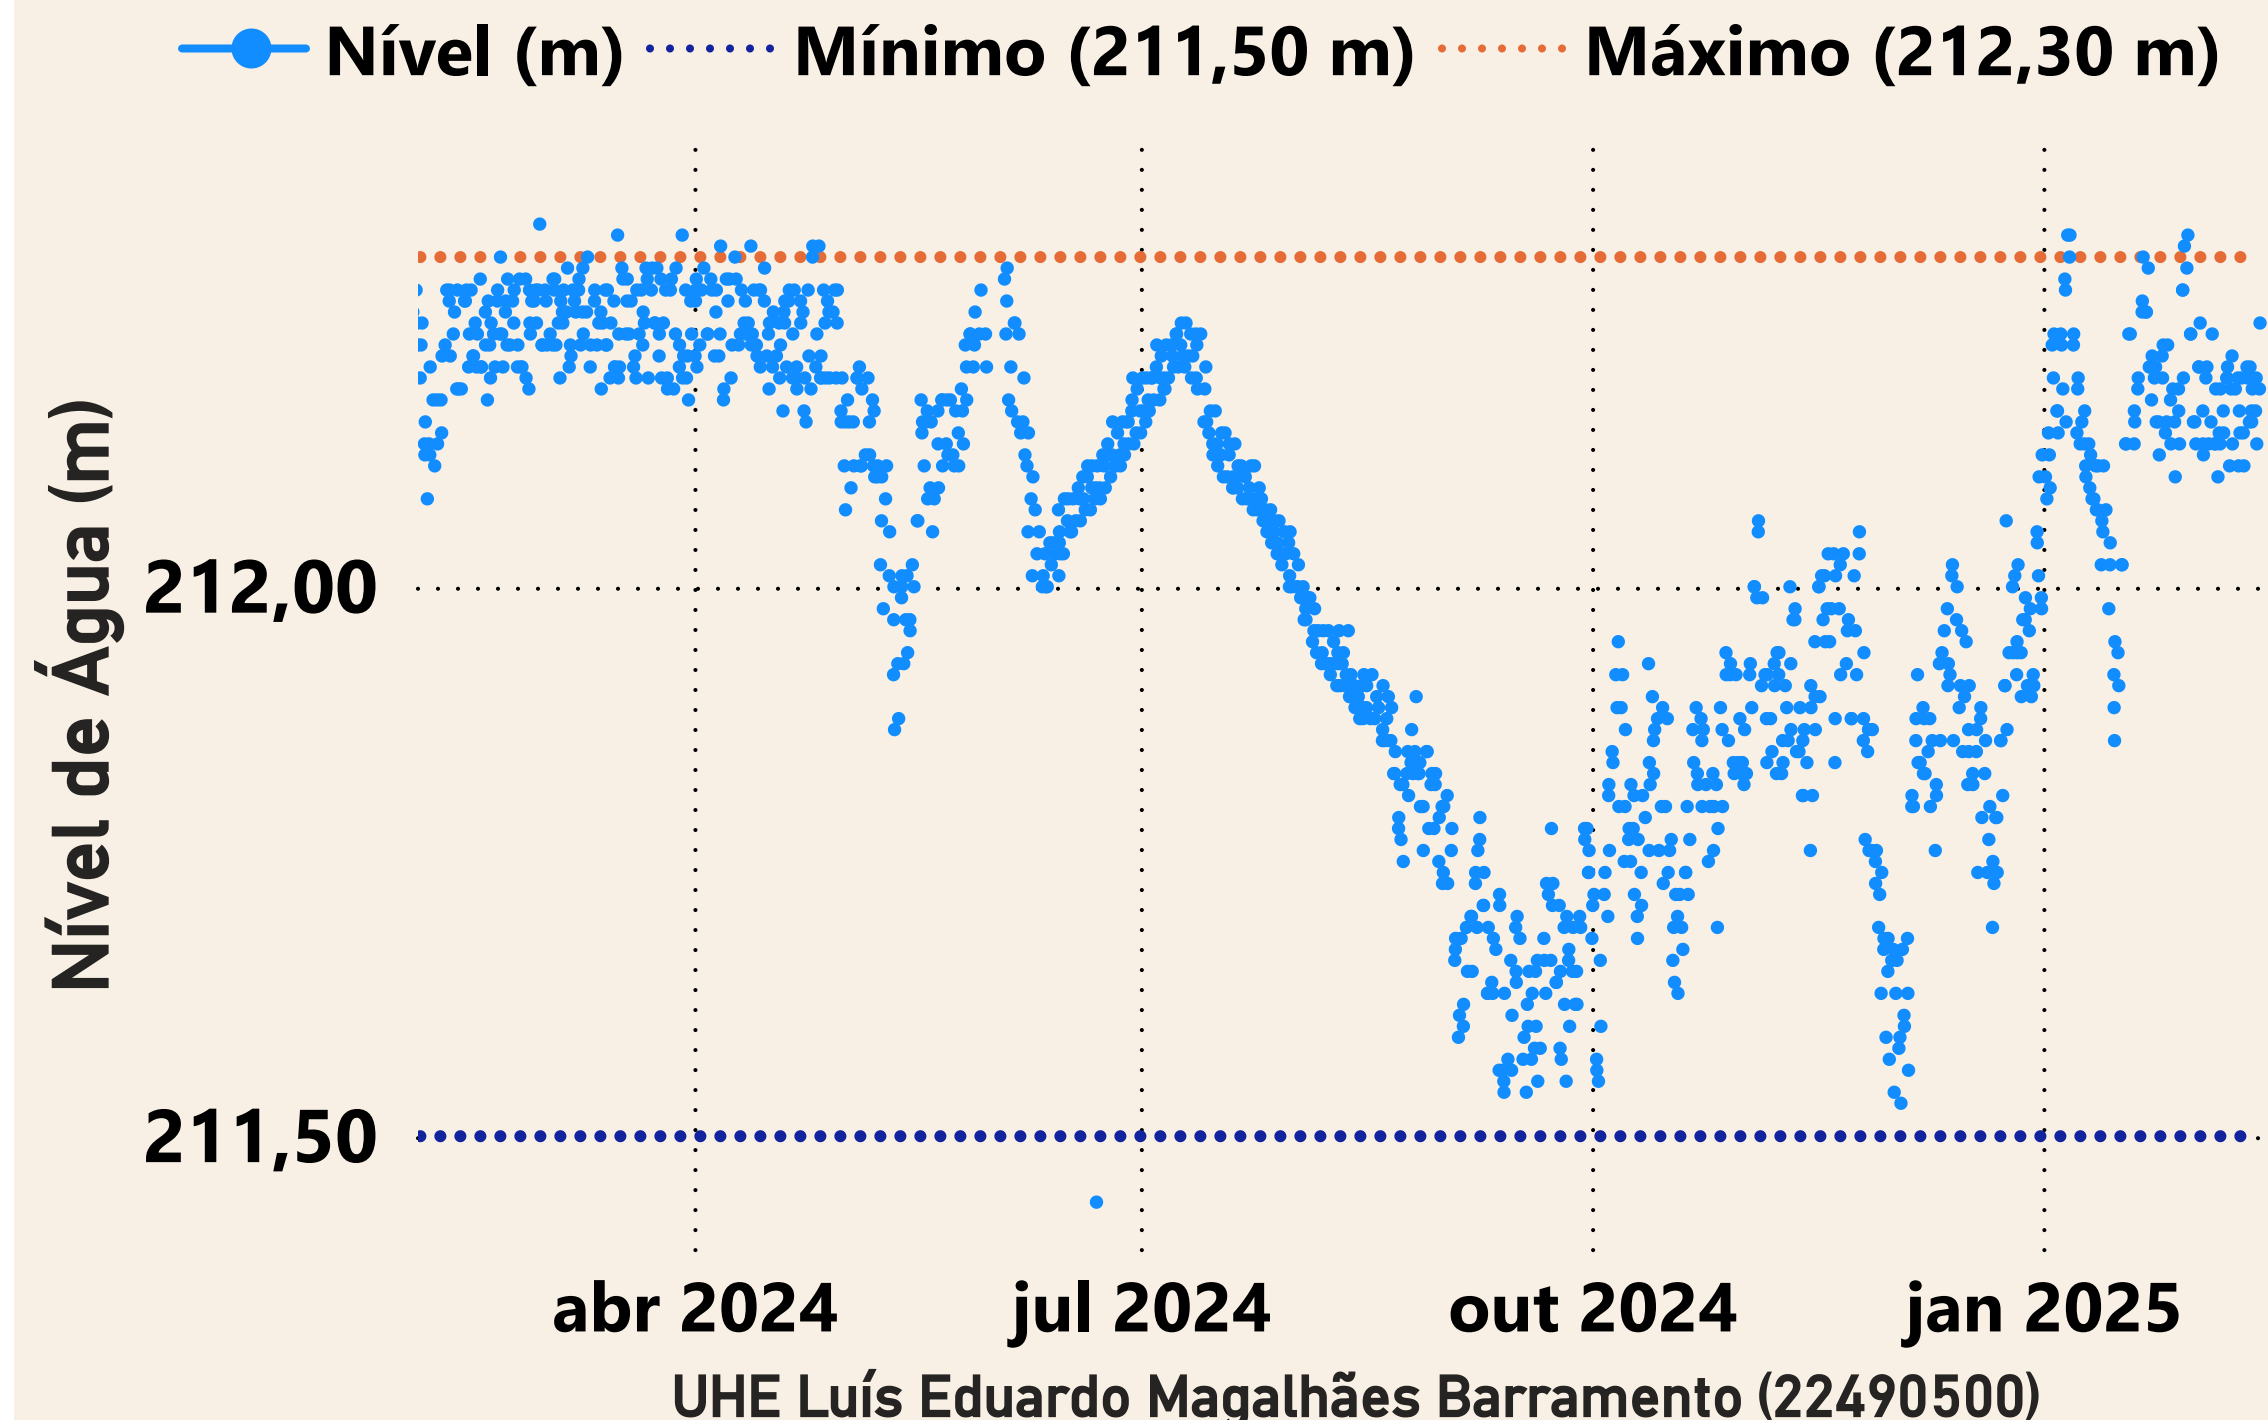 Nível (m) Mínimo (211,50 m) Máximo (212,30 m)
Nível de Água (m)
212,00
211,50
abr 2024 jul 2024 out 2024 jan 2025
UHE Luís Eduardo Magalhães Barramento (22490500)